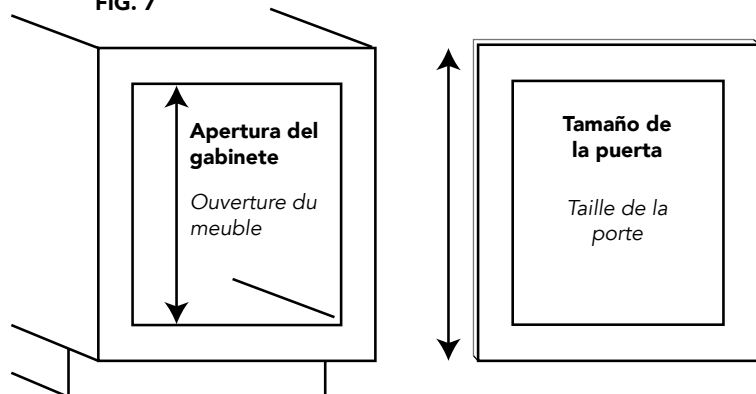 FIG. 7
Apertura del
gabinete
Ouverture du
meuble
Tamaño de
la puerta
Taille de la
porte